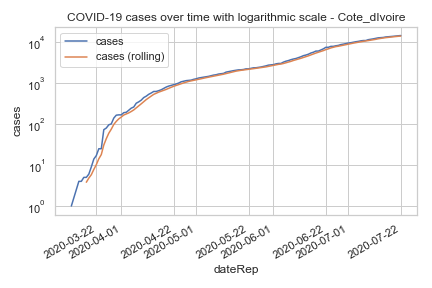 COVID-19 cases over time with logarithmic scale - Cote_dIvoire
cases
cases (rolling)
10⁴
10³
10²
10¹
10⁰
cases
2020-03-22
2020-04-01
2020-04-22
2020-05-01
2020-05-22
2020-06-01
2020-06-22
2020-07-01
2020-07-22
dateRep